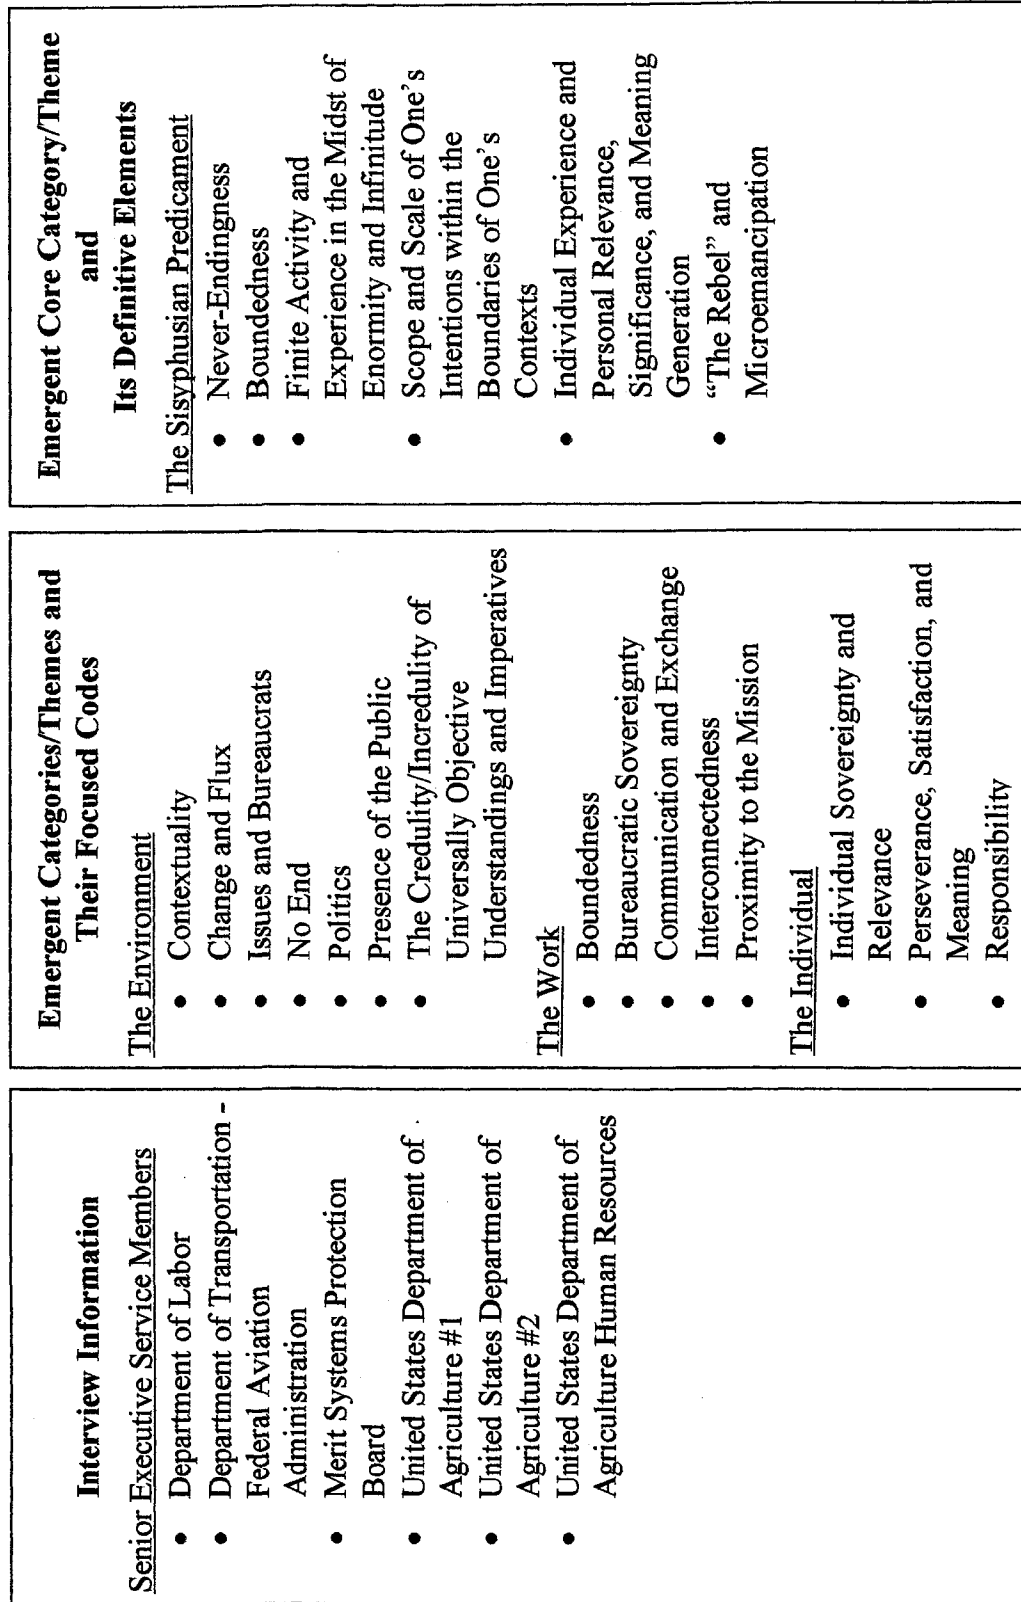 Interview Information
Senior Executive Service Members
• Department of Labor
• Department of Transportation -
Federal Aviation
Administration
• Merit Systems Protection
Board
• United States Department of
Agriculture #1
• United States Department of
Agriculture #2
• United States Department of
Agriculture Human Resources
Emergent Categories/Themes and
Their Focused Codes
The Environment
• Contextuality
• Change and Flux
• Issues and Bureaucrats
• No End
• Politics
• Presence of the Public
• The Credulity/Incredulity of
Universally Objective
Understandings and Imperatives
The Work
• Boundedness
• Bureaucratic Sovereignty
• Communication and Exchange
• Interconnectedness
• Proximity to the Mission
The Individual
• Individual Sovereignty and
Relevance
• Perseverance, Satisfaction, and
Meaning
• Responsibility
Emergent Core Category/Theme
and
Its Definitive Elements
The Sisyphusian Predicament
• Never-Endingness
• Boundedness
• Finite Activity and
Experience in the Midst of
Enormity and Infinitude
• Scope and Scale of One's
Intentions within the
Boundaries of One's
Contexts
• Individual Experience and
Personal Relevance,
Significance, and Meaning
Generation
• “The Rebel” and
Microemancipation